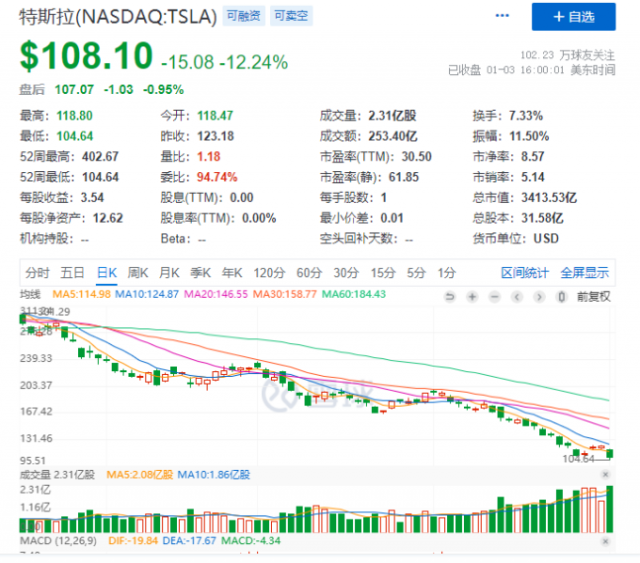 特斯拉(NASDAQ:TSLA) 可融资 可卖空 ··· + 自选
$108.10 -15.08 -12.24%
102.23 万球友关注
已收盘 01-03 16:00:01 美东时间
盘后 107.07 -1.03 -0.95%
最高：118.80 今开：118.47 成交量：2.31亿股 换手：7.33%
最低：104.64 昨收：123.18 成交额：253.40亿 振幅：11.50%
52周最高：402.67 量比：1.18 市盈率(TTM)：30.50 市净率：8.57
52周最低：104.64 委比：94.74% 市盈率(静)：61.85 市销率：5.14
每股收益：3.54 股息(TTM)：0.00 每手股数：1 总市值：3413.53亿
每股净资产：12.62 股息率(TTM)：0.00% 最小价差：0.01 总股本：31.58亿
机构持股：-- Beta：-- 空头回补天数：-- 货币单位：USD
分时 五日 日K 周K 月K 季K 年K 120分 60分 30分 15分 5分 1分 区间统计 全屏显示
均线 MA5:114.98 MA10:124.87 MA20:146.55 MA30:158.77 MA60:184.43 前复权
239.33
203.37
雪球
167.42
131.46
104.64
95.51
成交量 2.31亿股 MA5:2.08亿股 MA10:1.86亿股
2.31亿
1.16亿
MACD (12,26,9) DIF:-19.84 DEA:-17.67 MACD:-4.34